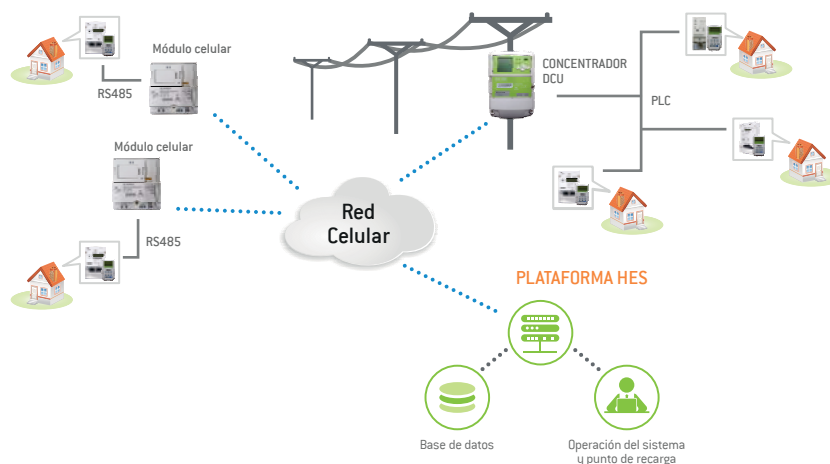 Módulo celular
RS485
Módulo celular
RS485
CONCENTRADOR
DCU
PLC
Red
Celular
PLATAFORMA HES
Base de datos
Operación del sistema
y punto de recarga